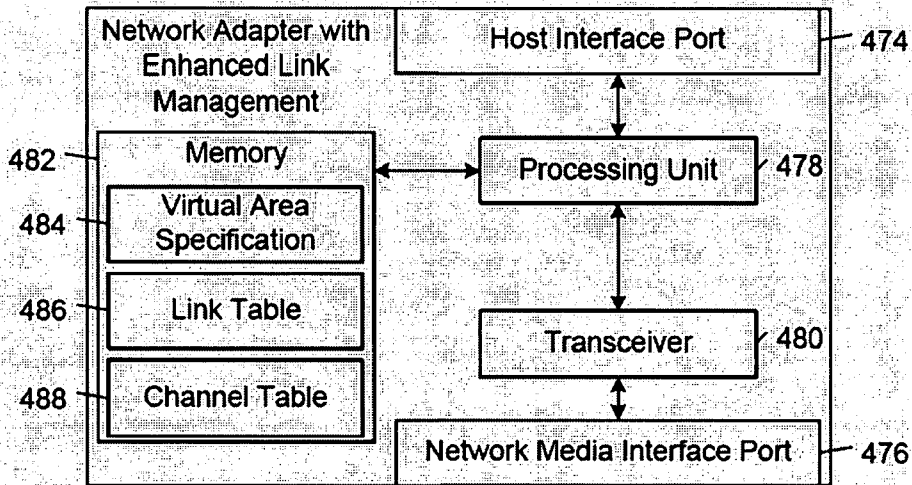 Network Adapter with
Enhanced Link
Management
Host Interface Port
474
482
Memory
Processing Unit
478
484
Virtual Area
Specification
486
Link Table
Transceiver
480
488
Channel Table
Network Media Interface Port
476